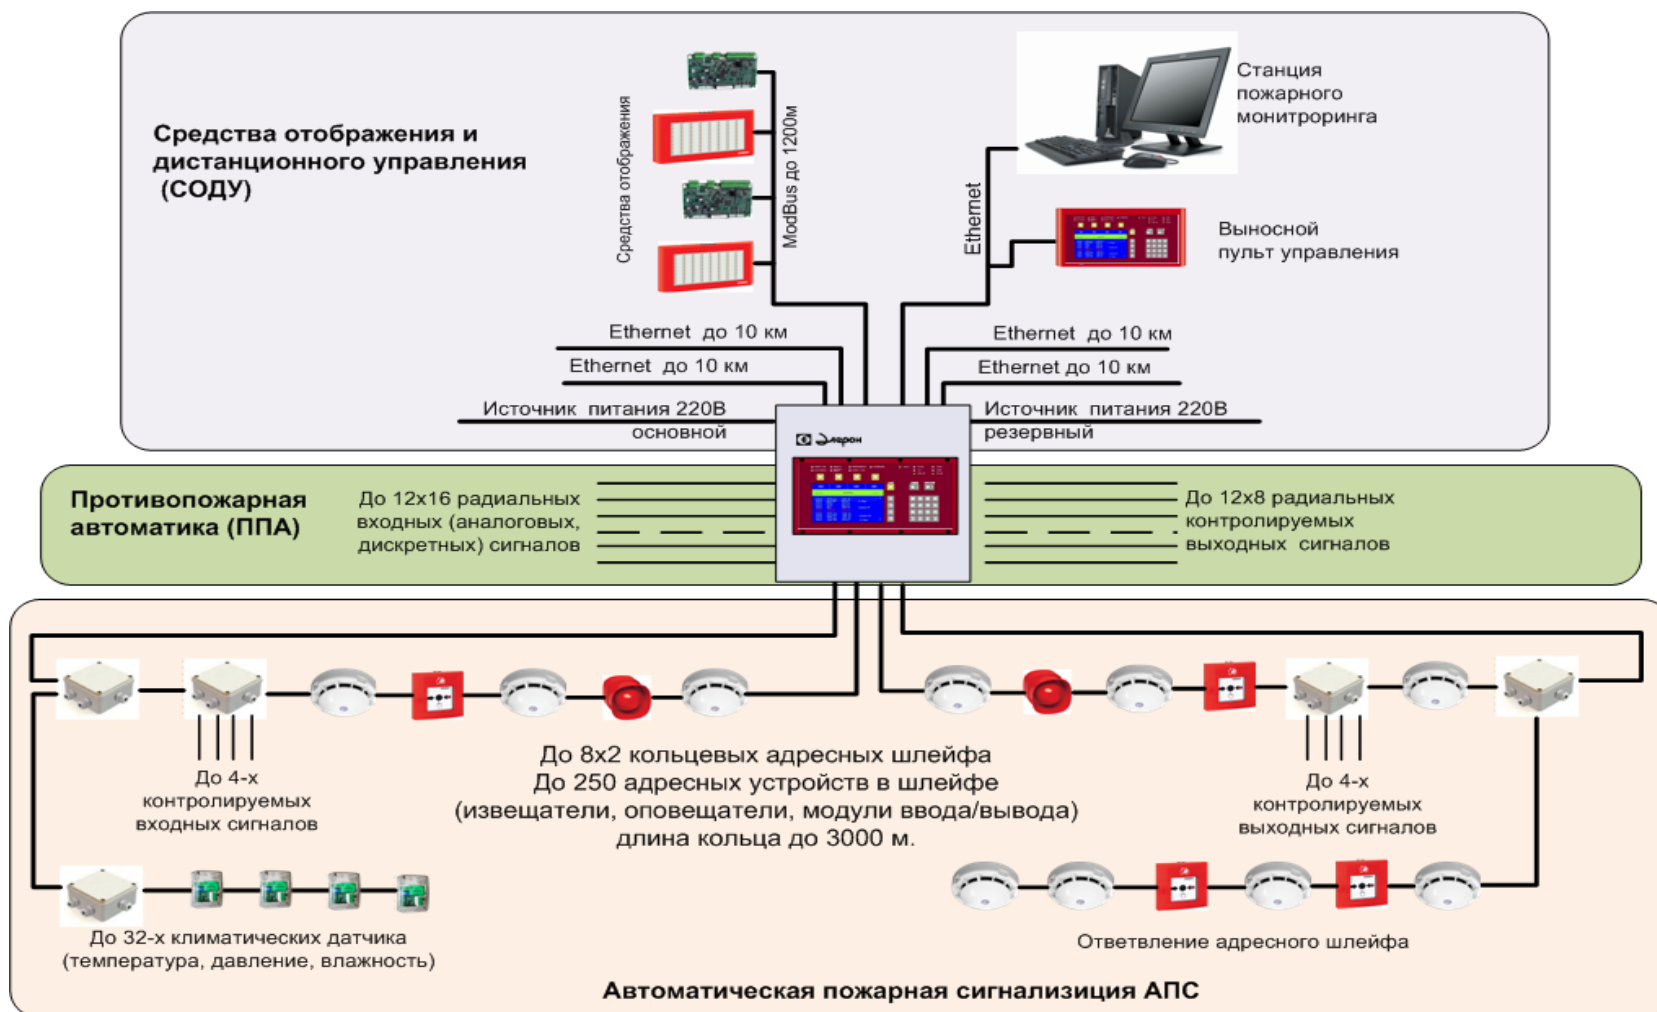 Средства отображения и
дистанционного управления
(СОДУ)
Средства отображения
ModBus до 1200м
Ethernet
Станция
пожарного
монитроринга
Выносной
пульт управления
Ethernet до 10 км
Ethernet до 10 км
Ethernet до 10 км
Ethernet до 10 км
Источник питания 220В
основной
Источник питания 220В
резервный
Элерон
Противопожарная
автоматика (ППА)
До 12х16 радиальных
входных (аналоговых,
дискретных) сигналов
До 12х8 радиальных
контролируемых
выходных сигналов
До 4-х
контролируемых
входных сигналов
До 8х2 кольцевых адресных шлейфа
До 250 адресных устройств в шлейфе
(извещатели, оповещатели, модули ввода/вывода)
длина кольца до 3000 м.
До 4-х
контролируемых
выходных сигналов
До 32-х климатических датчика
(температура, давление, влажность)
Ответвление адресного шлейфа
Автоматическая пожарная сигнализиция АПС